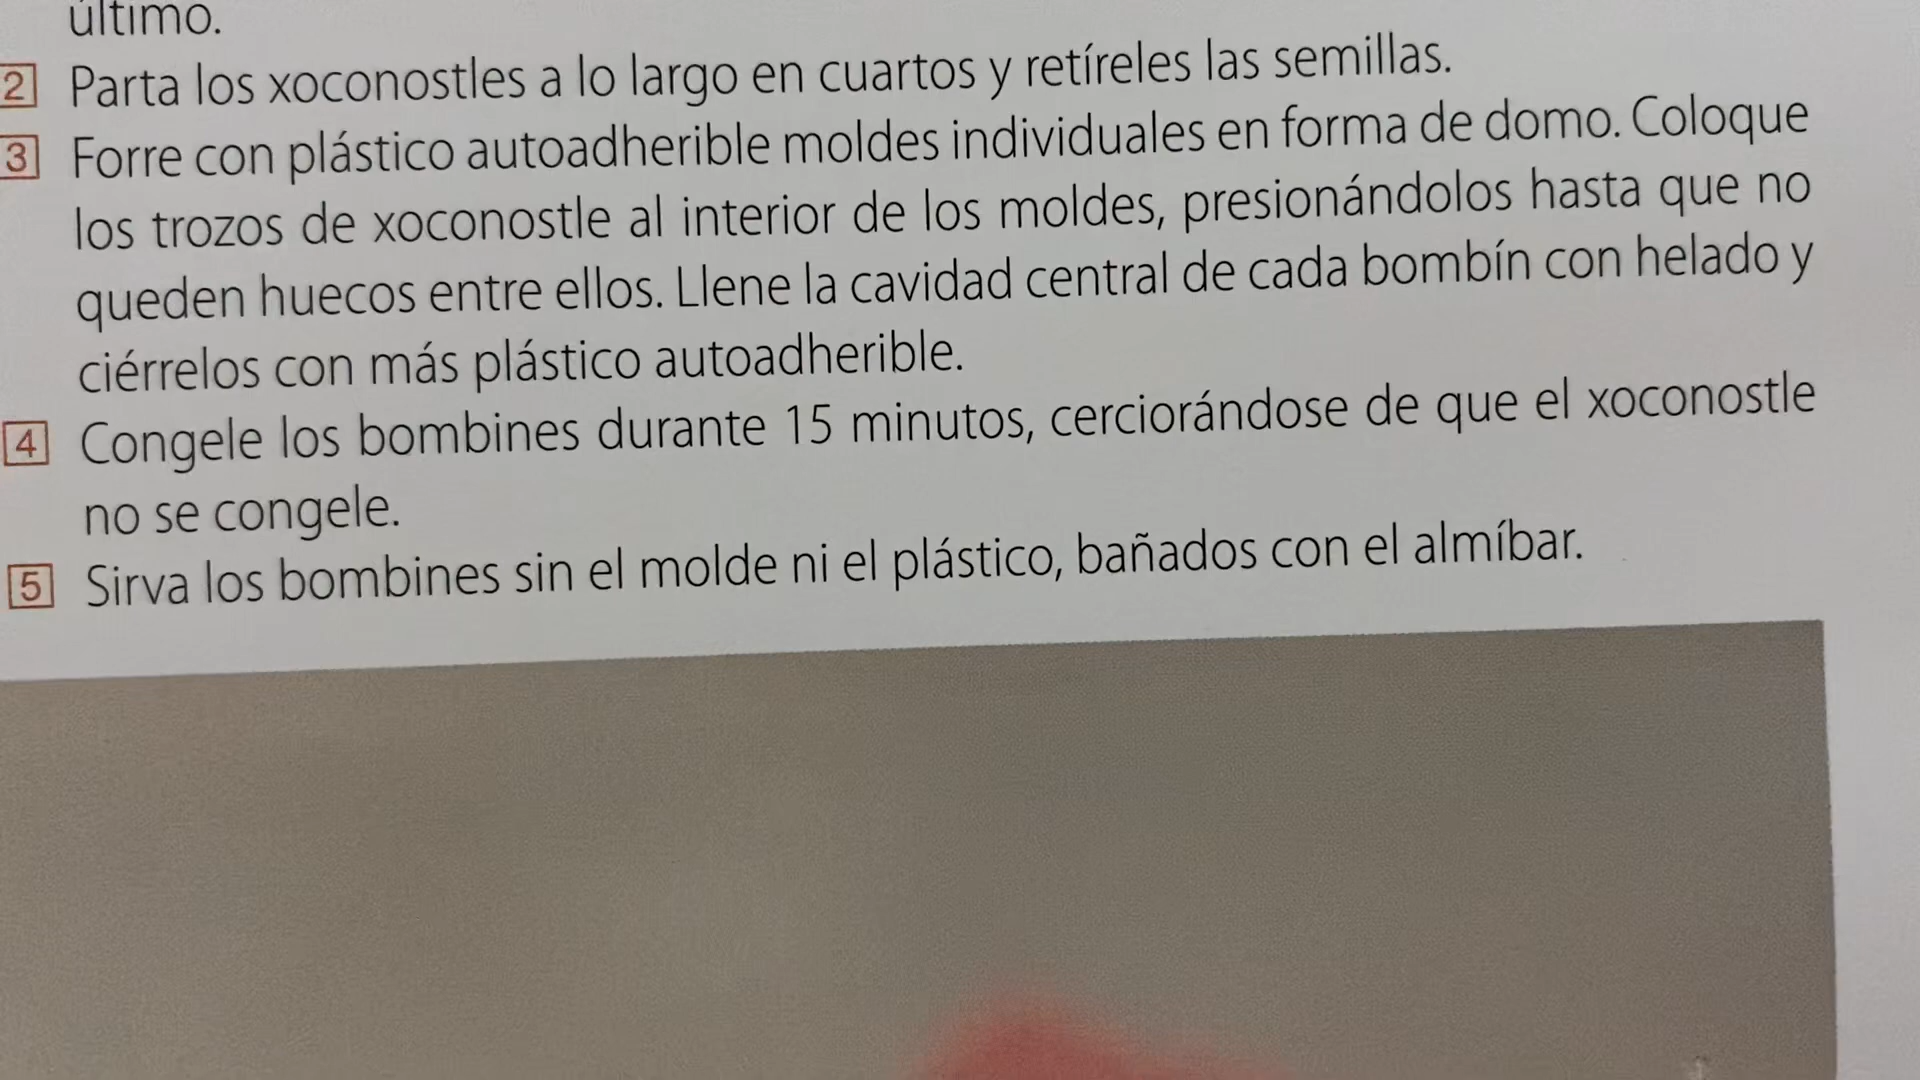 último.
2 Parta los xoconostles a lo largo en cuartos y retíreles las semillas.
3 Forre con plástico autoadherible moldes individuales en forma de domo. Coloque
los trozos de xoconostle al interior de los moldes, presionándolos hasta que no
queden huecos entre ellos. Llene la cavidad central de cada bombín con helado y
ciérrelos con más plástico autoadherible.
4 Congele los bombines durante 15 minutos, cerciorándose de que el xoconostle
no se congele.
5 Sirva los bombines sin el molde ni el plástico, bañados con el almíbar.